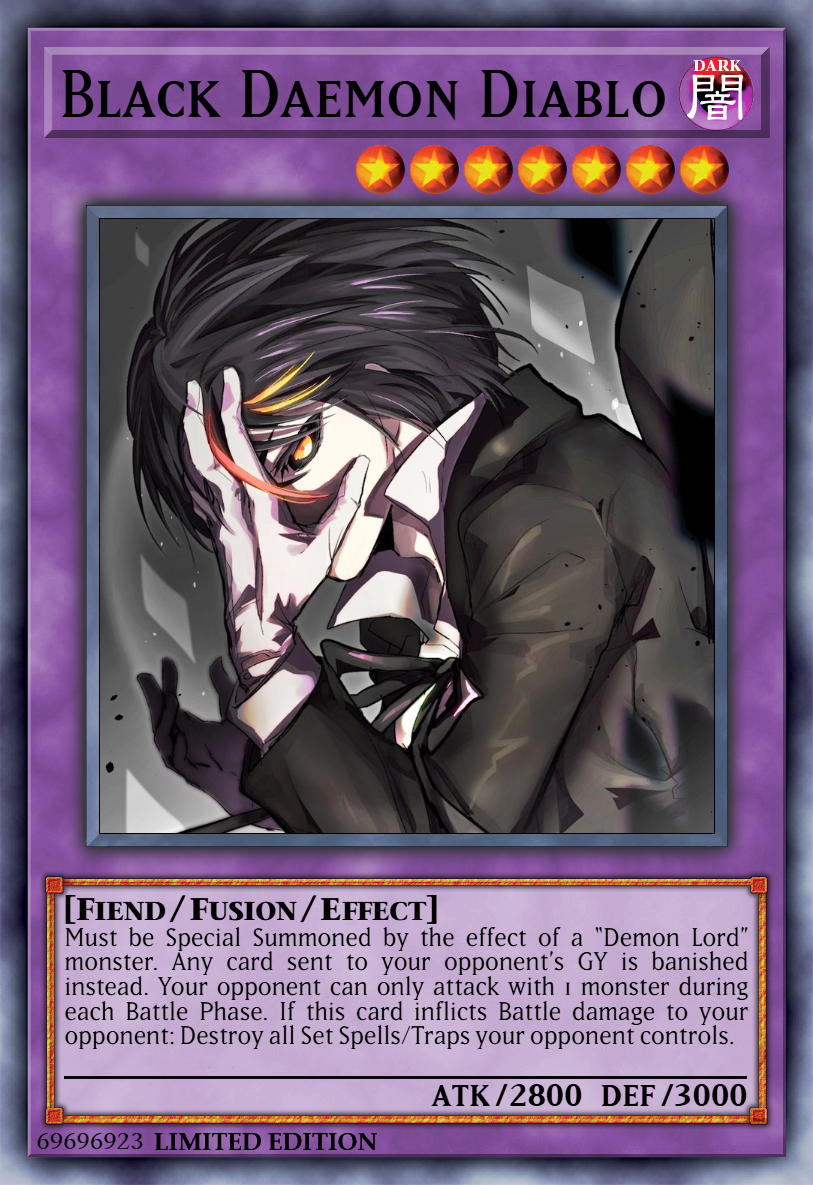 Black Daemon Diablo
DARK
闇
[Fiend/Fusion/Effect]
Must be Special Summoned by the effect of a "Demon Lord"
monster. Any card sent to your opponent's GY is banished
instead. Your opponent can only attack with 1 monster during
each Battle Phase. If this card inflicts Battle damage to your
opponent: Destroy all Set Spells/Traps your opponent controls.
ATK/2800 DEF/3000
69696923 LIMITED EDITION